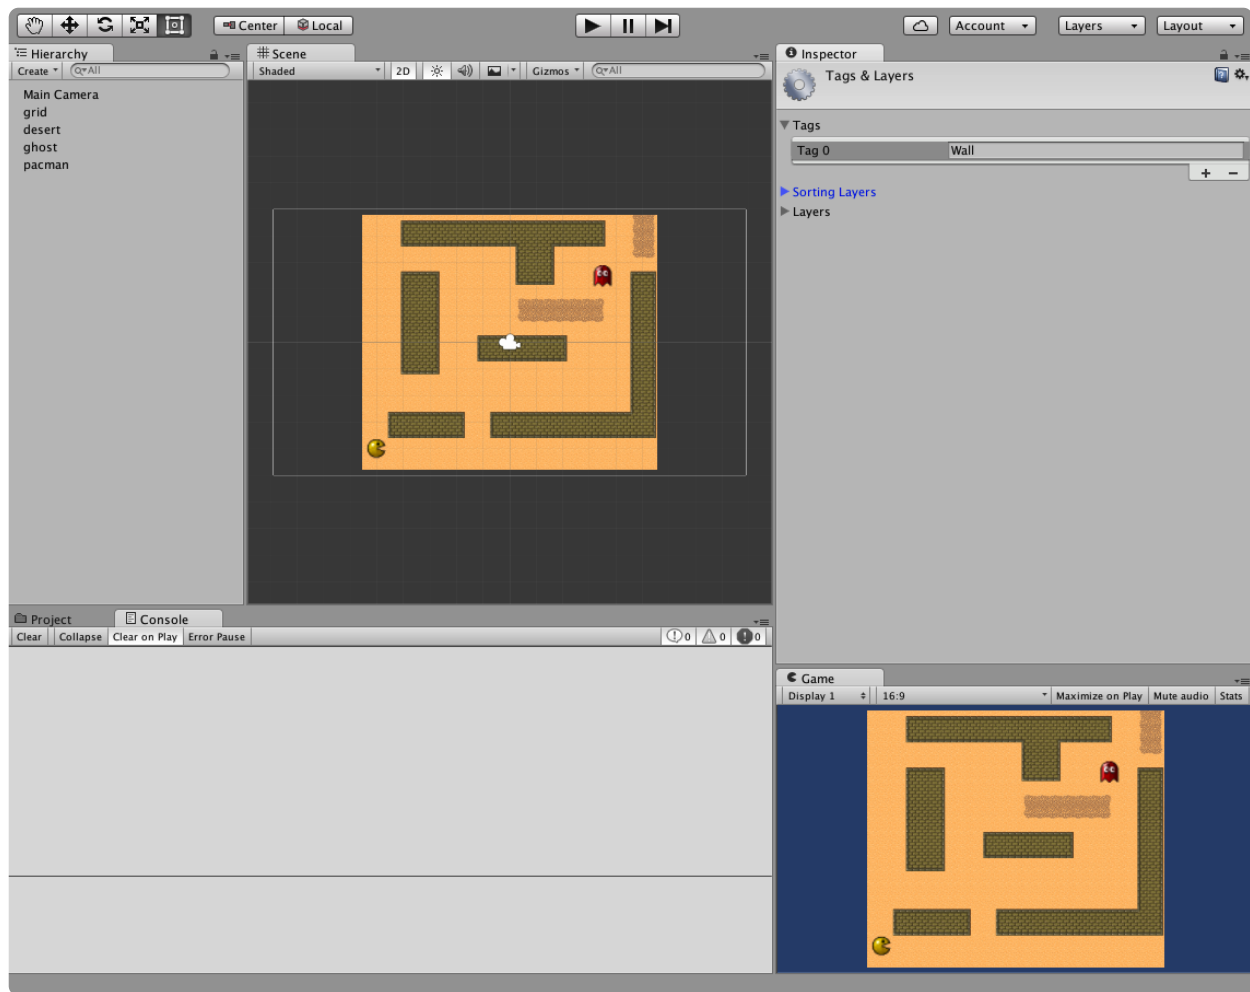 Center Local Account Layers Layout
Hierarchy
Create All
Main Camera
grid
desert
ghost
pacman
Scene
Shaded 2D Gizmos All
Inspector
Tags & Layers
Tags
Tag 0 Wall
+ −
Sorting Layers
Layers
Project Console
Clear Collapse Clear on Play Error Pause 0 0 0
Game
Display 1 16:9 Maximize on Play Mute audio Stats